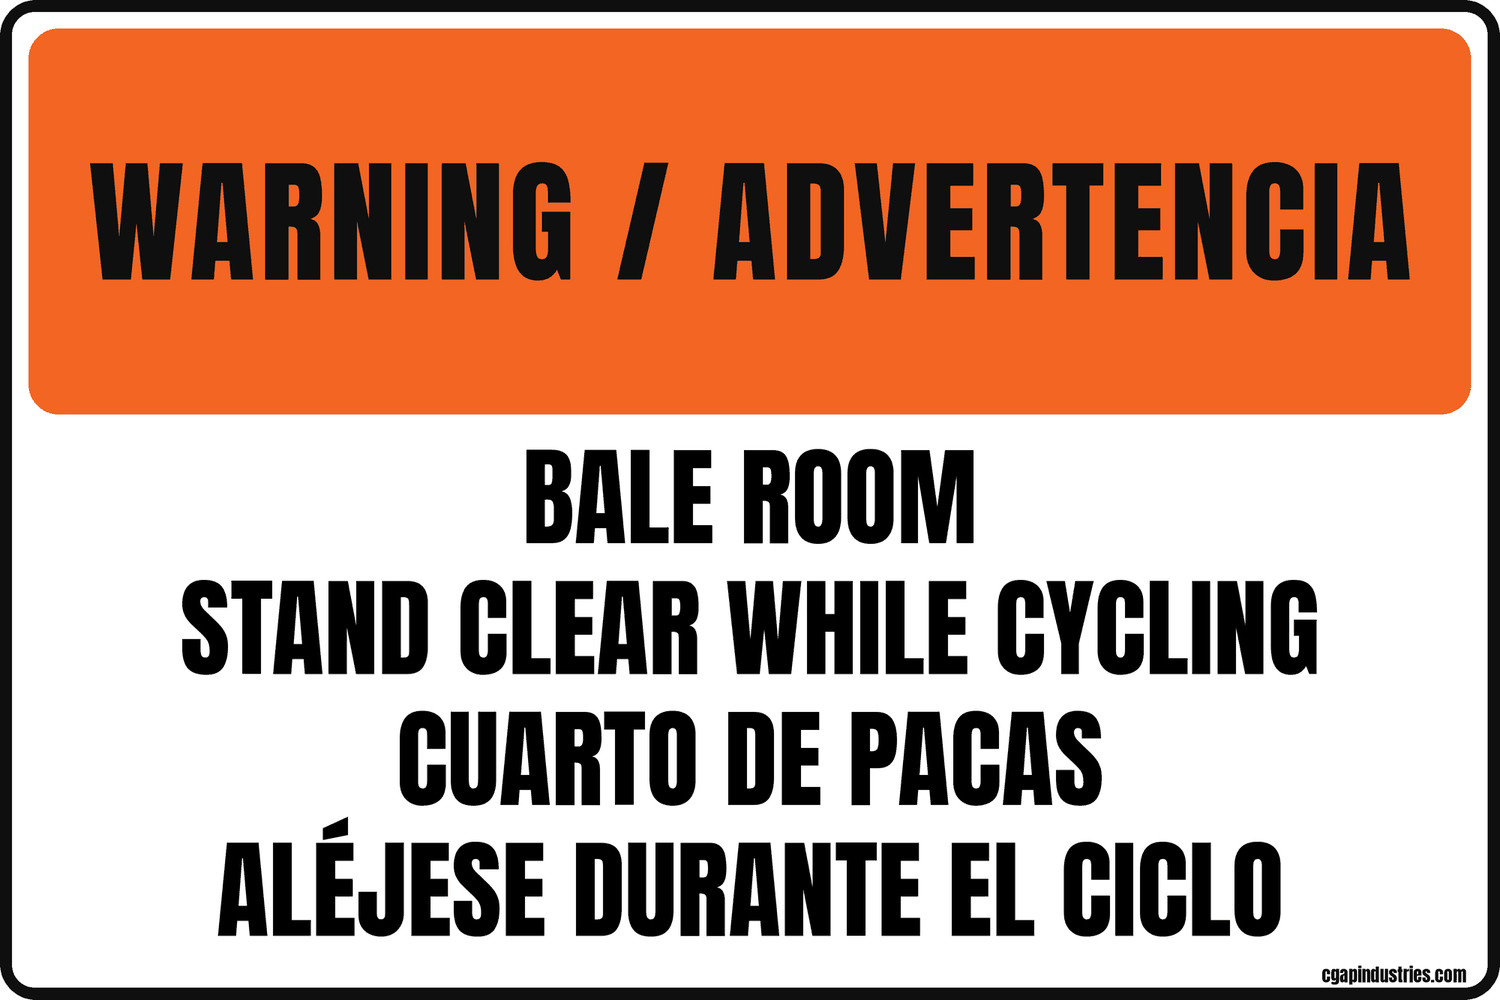 WARNING / ADVERTENCIA
BALE ROOM
STAND CLEAR WHILE CYCLING
CUARTO DE PACAS
ALÉJESE DURANTE EL CICLO
cgapindustries.com